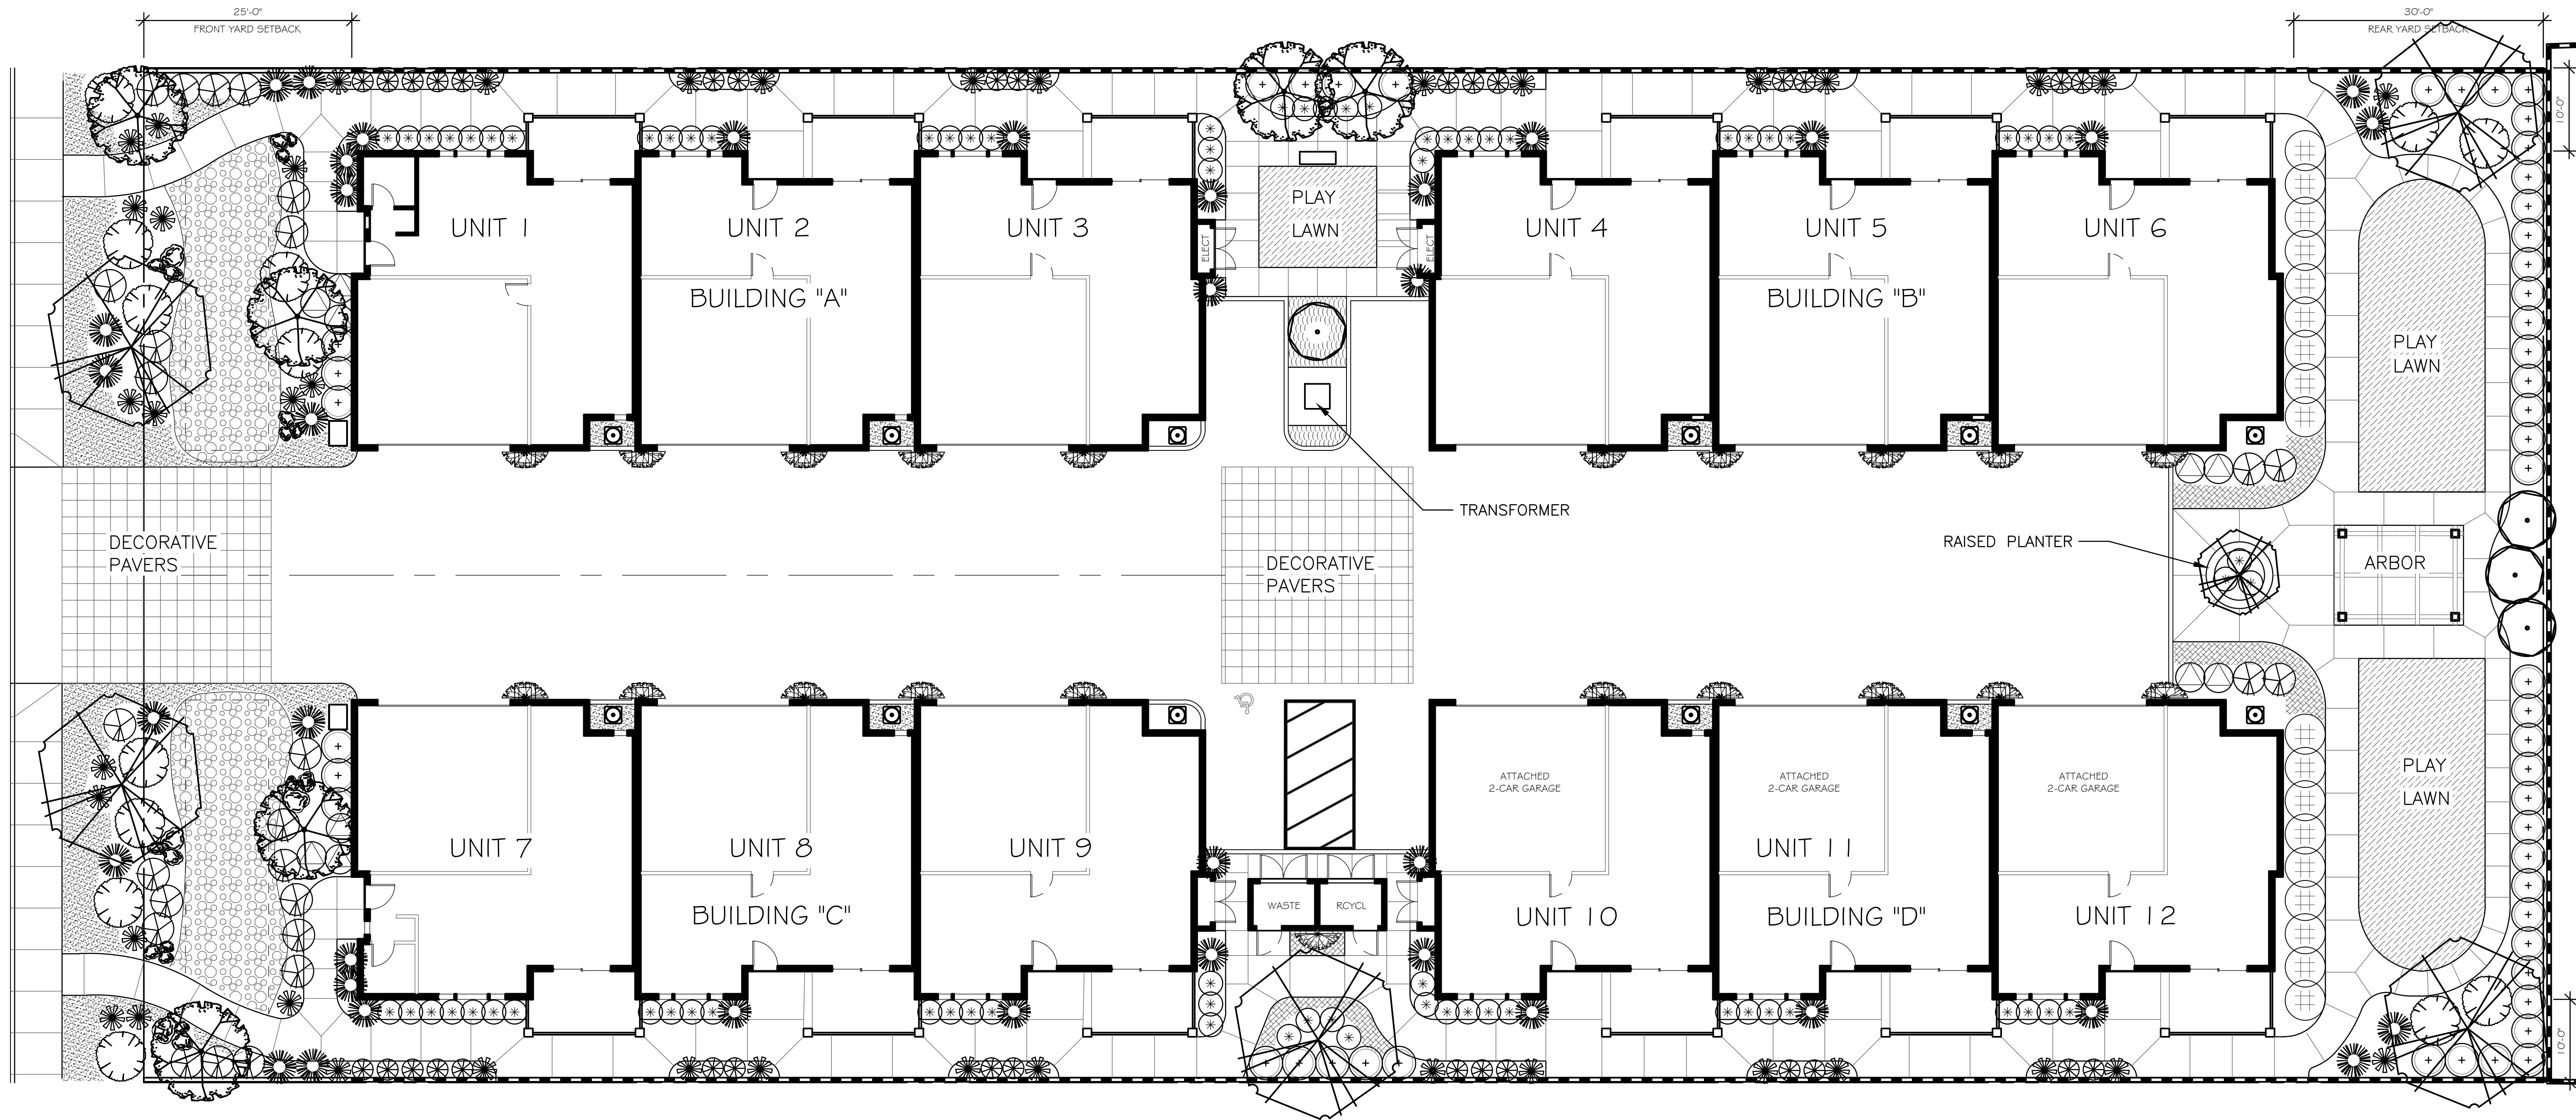 25'-0"
FRONT YARD SETBACK
30'-0"
REAR YARD SETBACK
10'-0"
UNIT 1
UNIT 2
UNIT 3
PLAY
LAWN
UNIT 4
UNIT 5
UNIT 6
ELECT
ELECT
BUILDING "A"
BUILDING "B"
PLAY
LAWN
TRANSFORMER
DECORATIVE
PAVERS
DECORATIVE
PAVERS
RAISED PLANTER
ARBOR
ATTACHED
2-CAR GARAGE
ATTACHED
2-CAR GARAGE
ATTACHED
2-CAR GARAGE
PLAY
LAWN
UNIT 7
UNIT 8
UNIT 9
UNIT 11
BUILDING "C"
WASTE
RCYCL
UNIT 10
BUILDING "D"
UNIT 12
10'-0"